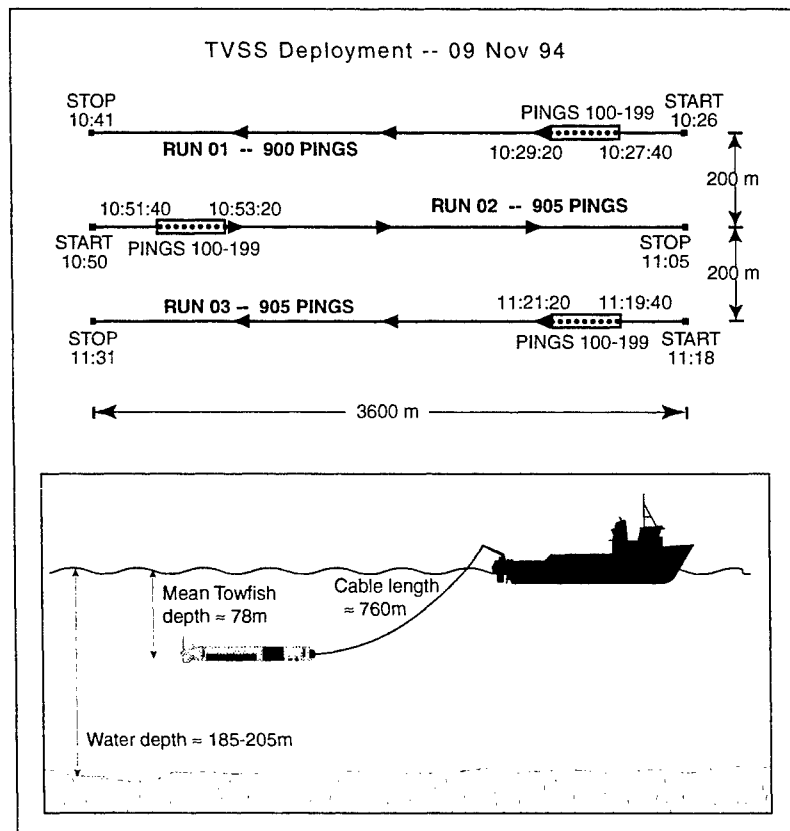 TVSS Deployment -- 09 Nov 94
STOP
10:41
PINGS 100-199
START
10:26
RUN 01 -- 900 PINGS
10:29:20
10:27:40
200 m
10:51:40
10:53:20
RUN 02 -- 905 PINGS
START
10:50
PINGS 100-199
STOP
11:05
200 m
RUN 03 -- 905 PINGS
11:21:20
11:19:40
STOP
11:31
PINGS 100-199
START
11:18
3600 m
Mean Towfish
depth ≈ 78m
Cable length
≈ 760m
Water depth ≈ 185-205m